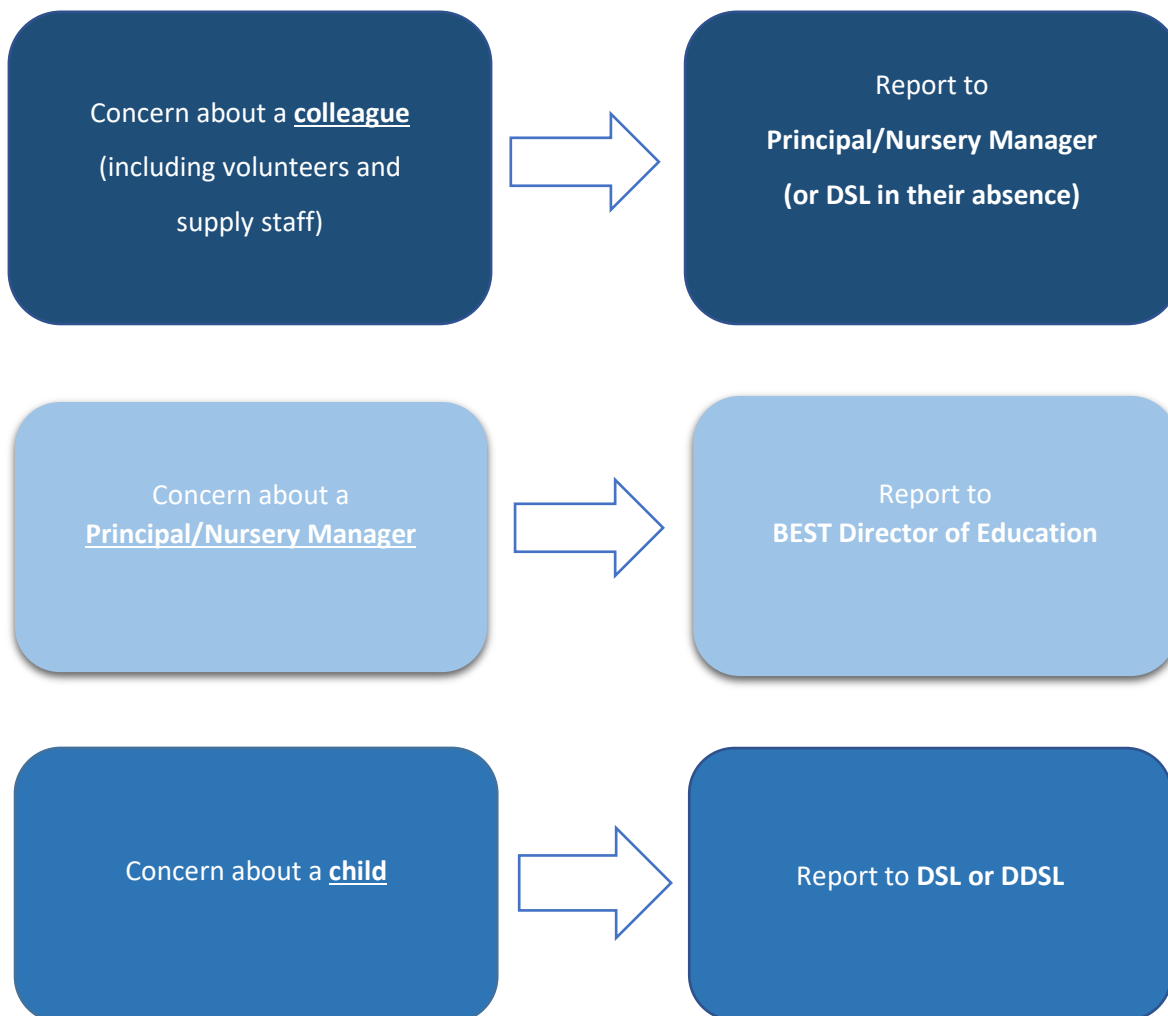 Concern about a colleague
(including volunteers and
supply staff)
Report to
Principal/Nursery Manager
(or DSL in their absence)
Concern about a
Principal/Nursery Manager
Report to
BEST Director of Education
Concern about a child
Report to DSL or DDSL